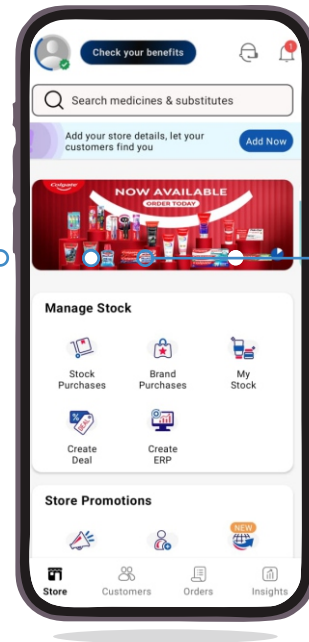 Check your benefits
1
Search medicines & substitutes
Add your store details, let your
customers find you
Add Now
Colgate
NOW AVAILABLE
ORDER TODAY
Manage Stock
Stock
Purchases
Brand
Purchases
My
Stock
% DEAL
Create
Deal
Create
ERP
Store Promotions
NEW
Store
Customers
Orders
Insights